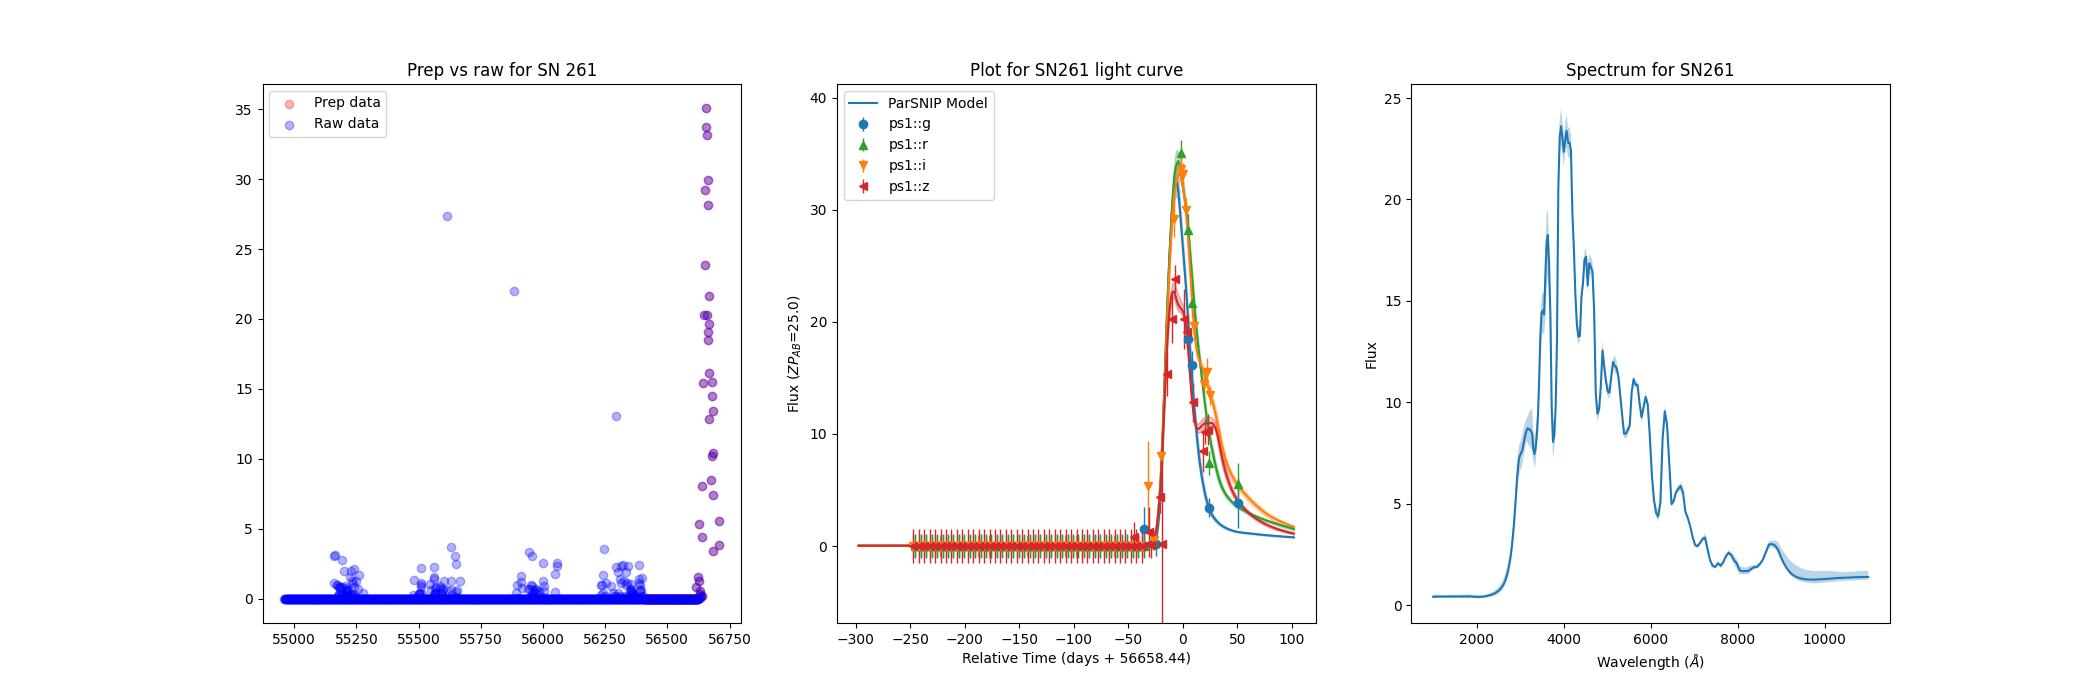 Prep vs raw for SN 261
Prep data
Raw data
35
30
25
20
15
10
5
0
55000
55250
55500
55750
56000
56250
56500
56750
Plot for SN261 light curve
ParSNIP Model
ps1::g
ps1::r
ps1::i
ps1::z
Flux (ZP_AB=25.0)
40
30
20
10
0
−300
−250
−200
−150
−100
−50
0
50
100
Relative Time (days + 56658.44)
Spectrum for SN261
Flux
25
20
15
10
5
0
2000
4000
6000
8000
10000
Wavelength (Å)